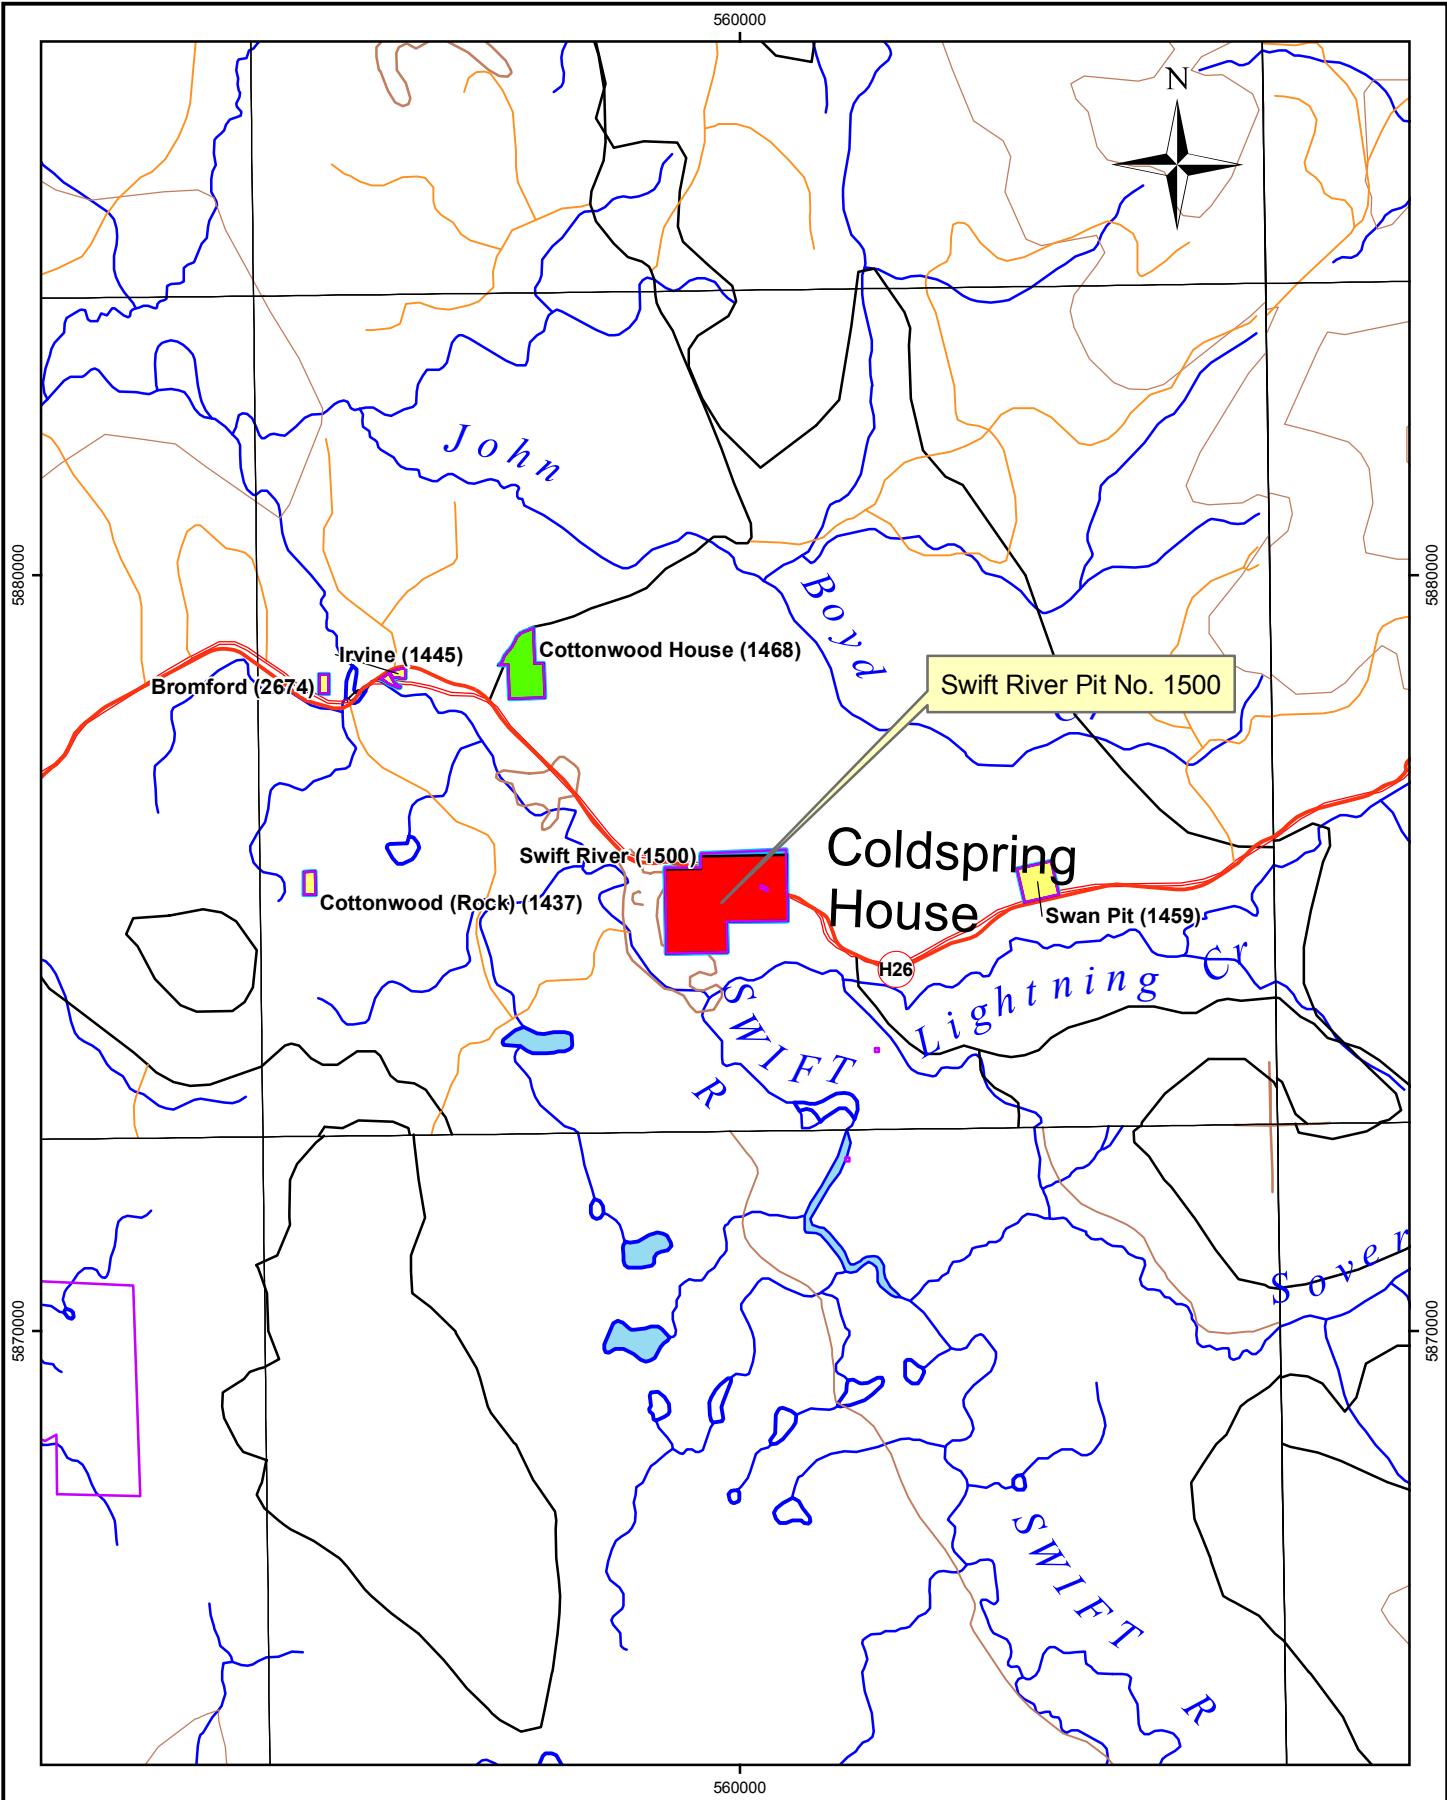 560000
N
John
5880000
5880000
Boyd
Irvine (1445)
Cottonwood House (1468)
Bromford (2674)
Swift River Pit No. 1500
Coldspring
House
Swift River (1500)
Cottonwood (Rock) (1437)
Swan Pit (1459)
H26
Lightning Cr
SWIFT
R
Sover
5870000
5870000
SWIFT
R
560000